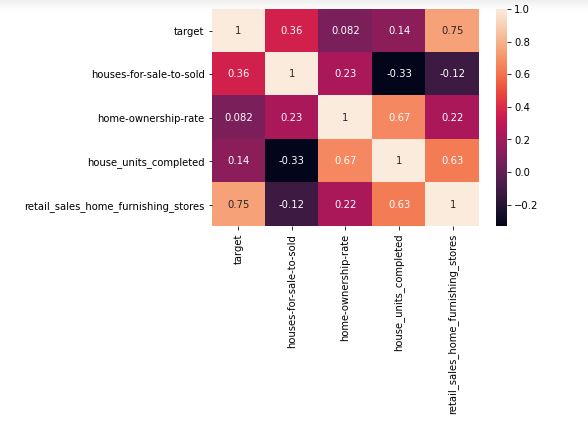 target 1 0.36 0.082 0.14 0.75
houses-for-sale-to-sold 0.36 1 0.23 -0.33 -0.12
home-ownership-rate 0.082 0.23 1 0.67 0.22
house_units_completed 0.14 -0.33 0.67 1 0.63
retail_sales_home_furnishing_stores 0.75 -0.12 0.22 0.63 1
target
houses-for-sale-to-sold
home-ownership-rate
house_units_completed
retail_sales_home_furnishing_stores
1.0
0.8
0.6
0.4
0.2
0.0
−0.2